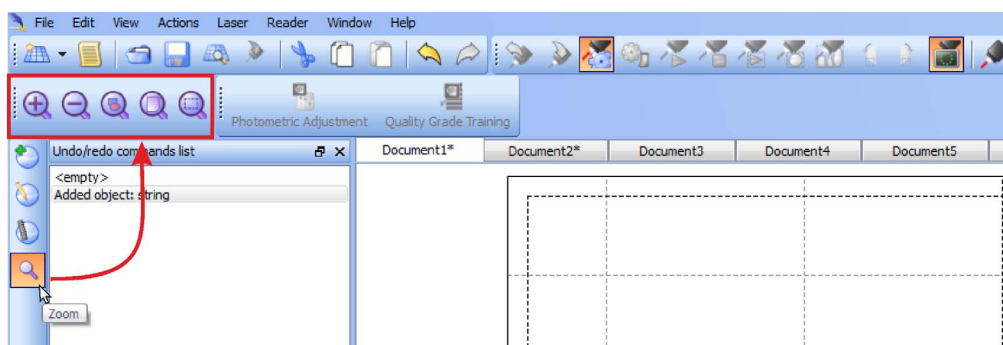 File Edit View Actions Laser Reader Window Help
Photometric Adjustment Quality Grade Training
Undo/redo commands list
Document1* Document2* Document3 Document4 Document5
<empty>
Added object: string
Zoom